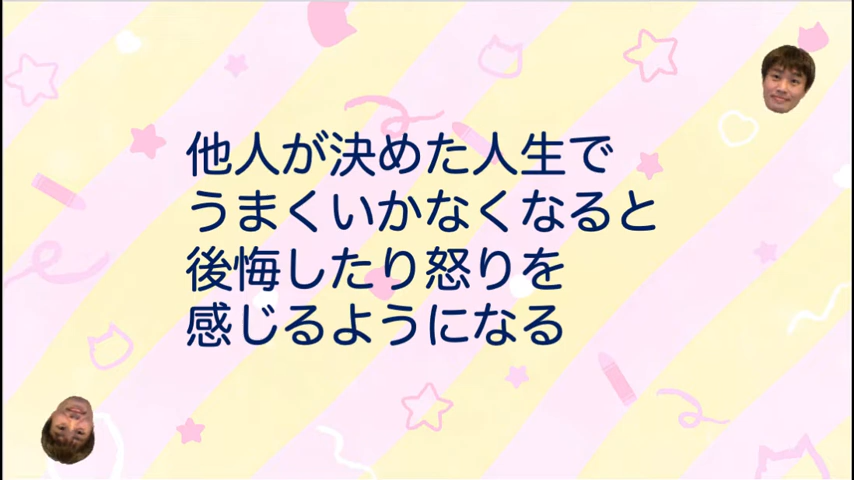 他人が決めた人生で
うまくいかなくなると
後悔したり怒りを
感じるようになる